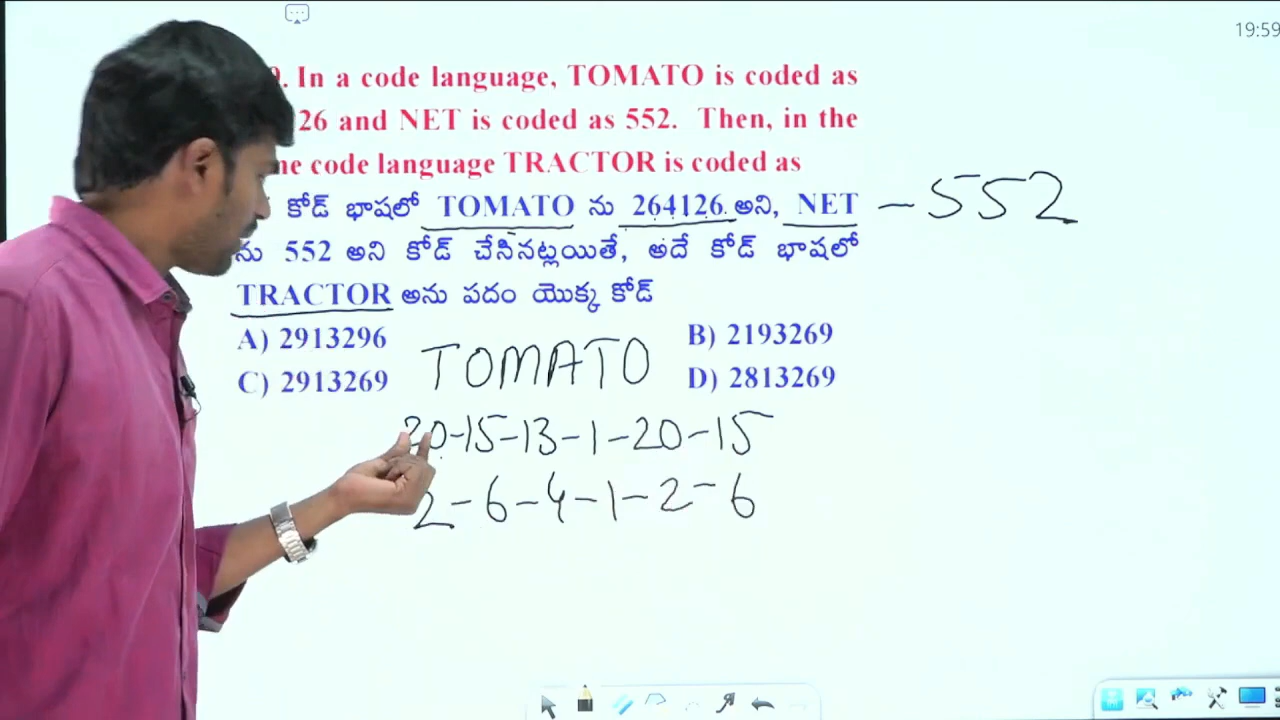 19:59
. In a code language, TOMATO is coded as
26 and NET is coded as 552. Then, in the
code language TRACTOR is coded as
కోడ్ భాషలో TOMATO ను 264126 అని, NET – 552
ను 552 అని కోడ్ చేసినట్లయితే, అదే కోడ్ భాషలో
TRACTOR అను పదం యొక్క కోడ్
A) 2913296 B) 2193269
C) 2913269 D) 2813269
TOMATO
20-15-13-1-20-15
2-6-4-1-2-6